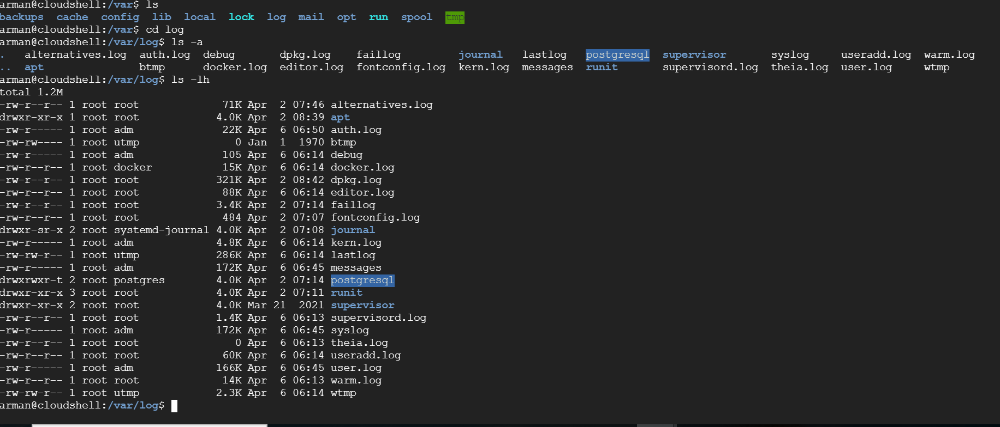 arman@cloudshell:/var$ ls
backups  cache  config  lib  local  lock  log  mail  opt  run  spool  tmp
arman@cloudshell:/var$ cd log
arman@cloudshell:/var/log$ ls -a
.   alternatives.log  auth.log  debug       dpkg.log    faillog         journal   lastlog   postgresql  supervisor       syslog     useradd.log  warm.log
..  apt               btmp      docker.log  editor.log  fontconfig.log  kern.log  messages  runit       supervisord.log  theia.log  user.log     wtmp
arman@cloudshell:/var/log$ ls -lh
total 1.2M
-rw-r--r-- 1 root root             71K Apr  2 07:46 alternatives.log
drwxr-xr-x 1 root root            4.0K Apr  2 08:39 apt
-rw-r----- 1 root adm              22K Apr  6 06:50 auth.log
-rw-rw---- 1 root utmp               0 Jan  1  1970 btmp
-rw-r----- 1 root adm              105 Apr  6 06:14 debug
-rw-r--r-- 1 root docker           15K Apr  6 06:14 docker.log
-rw-r--r-- 1 root root            321K Apr  2 08:42 dpkg.log
-rw-r--r-- 1 root root             88K Apr  6 06:14 editor.log
-rw-r--r-- 1 root root            3.4K Apr  2 07:14 faillog
-rw-r--r-- 1 root root             484 Apr  2 07:07 fontconfig.log
drwxr-sr-x 2 root systemd-journal 4.0K Apr  2 07:08 journal
-rw-r----- 1 root adm             4.8K Apr  6 06:14 kern.log
-rw-rw-r-- 1 root utmp            286K Apr  6 06:14 lastlog
-rw-r----- 1 root adm             172K Apr  6 06:45 messages
drwxrwxr-t 2 root postgres        4.0K Apr  2 07:14 postgresql
drwxr-xr-x 3 root root            4.0K Apr  2 07:11 runit
drwxr-xr-x 2 root root            4.0K Mar 21  2021 supervisor
-rw-r--r-- 1 root root            1.4K Apr  6 06:13 supervisord.log
-rw-r----- 1 root adm             172K Apr  6 06:45 syslog
-rw-r--r-- 1 root root               0 Apr  6 06:13 theia.log
-rw-r--r-- 1 root root             60K Apr  6 06:14 useradd.log
-rw-r----- 1 root adm             166K Apr  6 06:45 user.log
-rw-r--r-- 1 root root             14K Apr  6 06:13 warm.log
-rw-rw-r-- 1 root utmp            2.3K Apr  6 06:14 wtmp
arman@cloudshell:/var/log$